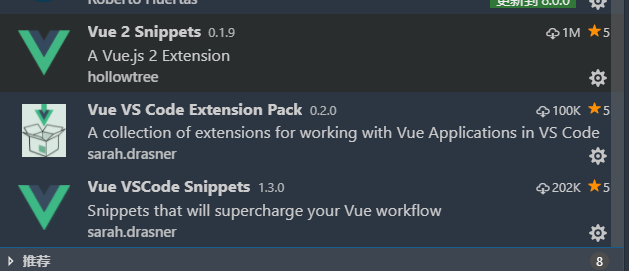 Roberto Huertas
更新到 8.0.0
Vue 2 Snippets 0.1.9 1M 5
A Vue.js 2 Extension
hollowtree
Vue VS Code Extension Pack 0.2.0 100K 5
A collection of extensions for working with Vue Applications in VS Code
sarah.drasner
Vue VSCode Snippets 1.3.0 202K 5
Snippets that will supercharge your Vue workflow
sarah.drasner
推荐 8